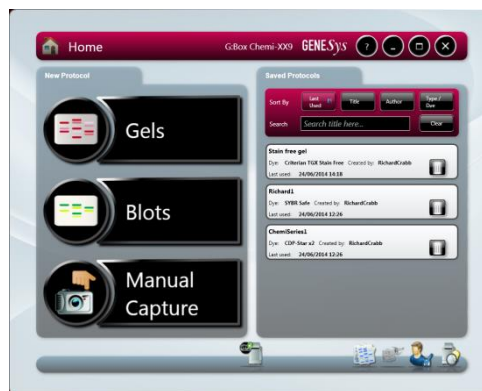 Home
G:Box Chemi-XX9 GENESys ?
New Protocol
Saved Protocols
Sort By Last Used Title Author Type / Dye
Search Search title here... Clear
Gels
Blots
Manual
Capture
Stain free gel
Dye: Criterian TGX Stain Free Created by: RichardCrabb
Last used: 24/06/2014 14:18
Richard1
Dye: SYBR Safe Created by: RichardCrabb
Last used: 24/06/2014 12:26
ChemiSeries1
Dye: CDP-Star x2 Created by: RichardCrabb
Last used: 24/06/2014 12:26